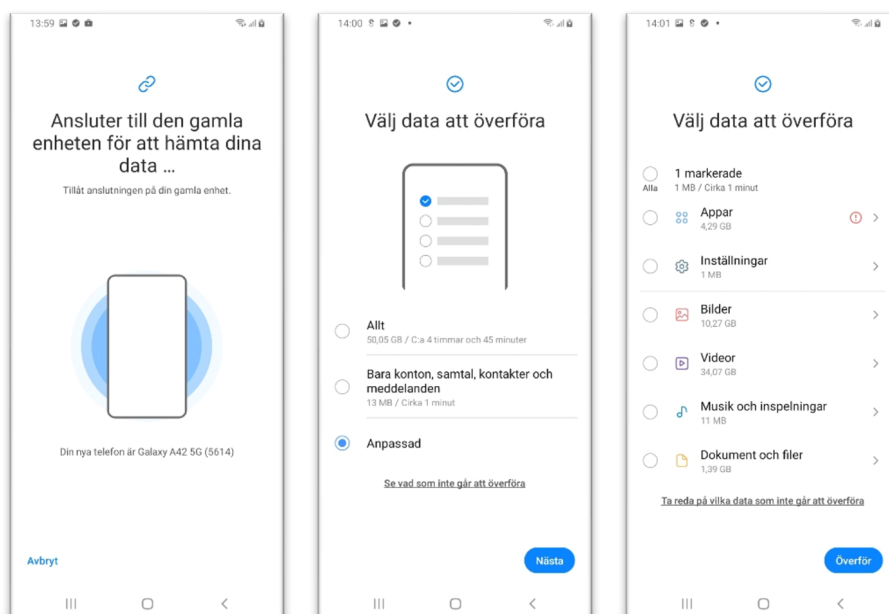 13:59
Ansluter till den gamla
enheten för att hämta dina
data ...
Tillåt anslutningen på din gamla enhet.
Din nya telefon är Galaxy A42 5G (5614)
Avbryt
14:00
Välj data att överföra
Allt
50,05 GB / C:a 4 timmar och 45 minuter
Bara konton, samtal, kontakter och
meddelanden
13 MB / Cirka 1 minut
Anpassad
Se vad som inte går att överföra
Nästa
14:01
Välj data att överföra
Alla
1 markerade
1 MB / Cirka 1 minut
Appar
4,29 GB
Inställningar
1 MB
Bilder
10,27 GB
Videor
34,07 GB
Musik och inspelningar
11 MB
Dokument och filer
1,39 GB
Ta reda på vilka data som inte går att överföra
Överför